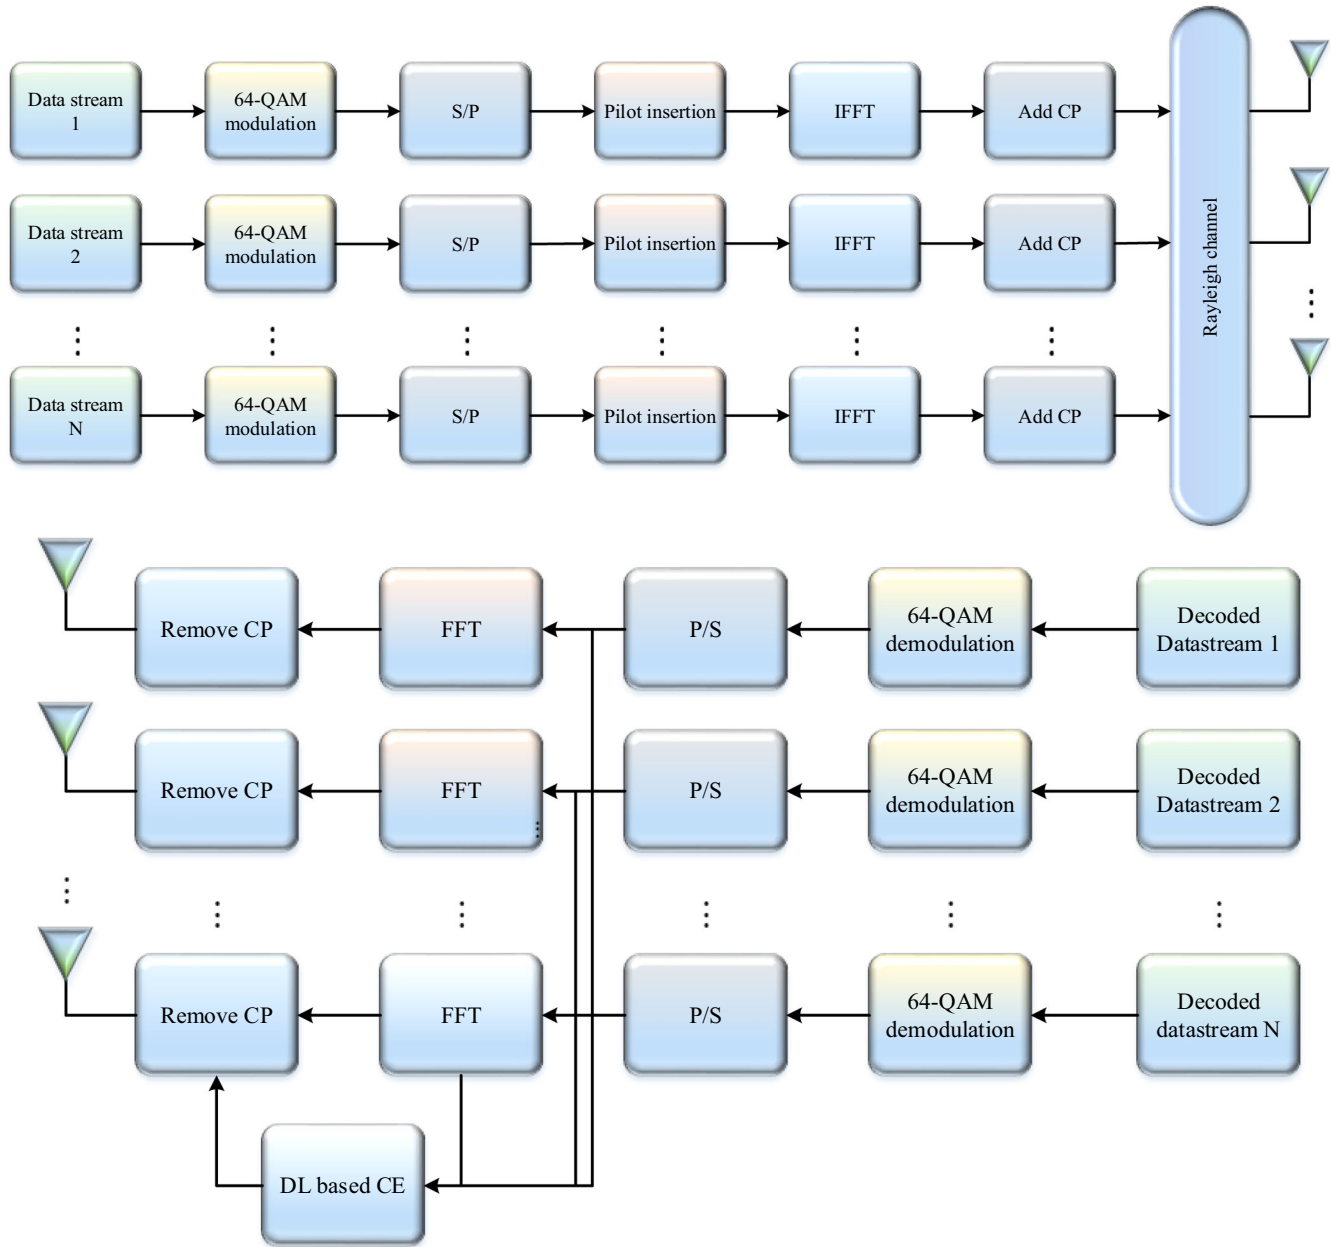 Data stream
1
64-QAM
modulation
S/P
Pilot insertion
IFFT
Add CP
Data stream
2
64-QAM
modulation
S/P
Pilot insertion
IFFT
Add CP
Rayleigh channel
Data stream
N
64-QAM
modulation
S/P
Pilot insertion
IFFT
Add CP
Remove CP
FFT
P/S
64-QAM
demodulation
Decoded
Datastream 1
Remove CP
FFT
P/S
64-QAM
demodulation
Decoded
Datastream 2
Remove CP
FFT
P/S
64-QAM
demodulation
Decoded
datastream N
DL based CE